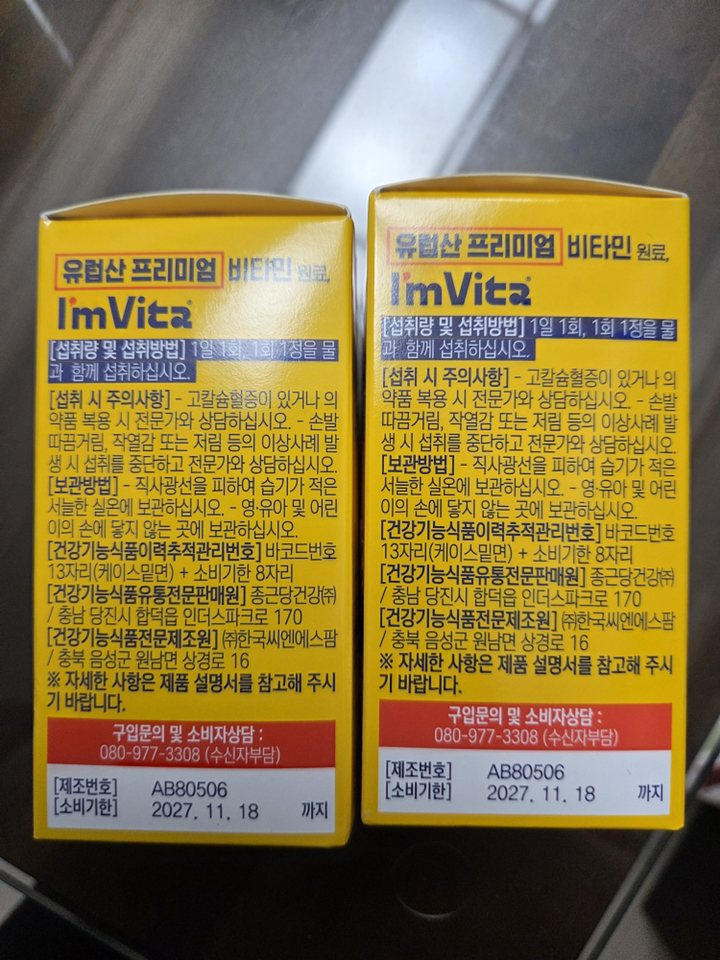 유럽산 프리미엄 비타민 원료,
I'mVita
[섭취량 및 섭취방법] 1일 1회, 1회 1정을 물
과 함께 섭취하십시오.
[섭취 시 주의사항] - 고칼슘혈증이 있거나 의
약품 복용 시 전문가와 상담하십시오. - 손발
따끔거림, 작열감 또는 저림 등의 이상사례 발
생 시 섭취를 중단하고 전문가와 상담하십시오.
[보관방법] - 직사광선을 피하여 습기가 적은
서늘한 실온에 보관하십시오. - 영·유아 및 어린
이의 손에 닿지 않는 곳에 보관하십시오.
[건강기능식품이력추적관리번호] 바코드번호
13자리(케이스밑면) + 소비기한 8자리
[건강기능식품유통전문판매원] 종근당건강㈜
/ 충남 당진시 합덕읍 인더스파크로 170
[건강기능식품전문제조원] ㈜한국씨엔에스팜
/ 충북 음성군 원남면 상경로 16
※ 자세한 사항은 제품 설명서를 참고해 주시
기 바랍니다.
구입문의 및 소비자상담 :
080-977-3308 (수신자부담)
[제조번호] AB80506
[소비기한] 2027. 11. 18 까지
유럽산 프리미엄 비타민 원료,
I'mVita
[섭취량 및 섭취방법] 1일 1회, 1회 1정을 물
과 함께 섭취하십시오.
[섭취 시 주의사항] - 고칼슘혈증이 있거나 의
약품 복용 시 전문가와 상담하십시오. - 손발
따끔거림, 작열감 또는 저림 등의 이상사례 발
생 시 섭취를 중단하고 전문가와 상담하십시오.
[보관방법] - 직사광선을 피하여 습기가 적은
서늘한 실온에 보관하십시오. - 영·유아 및 어린
이의 손에 닿지 않는 곳에 보관하십시오.
[건강기능식품이력추적관리번호] 바코드번호
13자리(케이스밑면) + 소비기한 8자리
[건강기능식품유통전문판매원] 종근당건강㈜
/ 충남 당진시 합덕읍 인더스파크로 170
[건강기능식품전문제조원] ㈜한국씨엔에스팜
/ 충북 음성군 원남면 상경로 16
※ 자세한 사항은 제품 설명서를 참고해 주시
기 바랍니다.
구입문의 및 소비자상담 :
080-977-3308 (수신자부담)
[제조번호] AB80506
[소비기한] 2027. 11. 18 까지